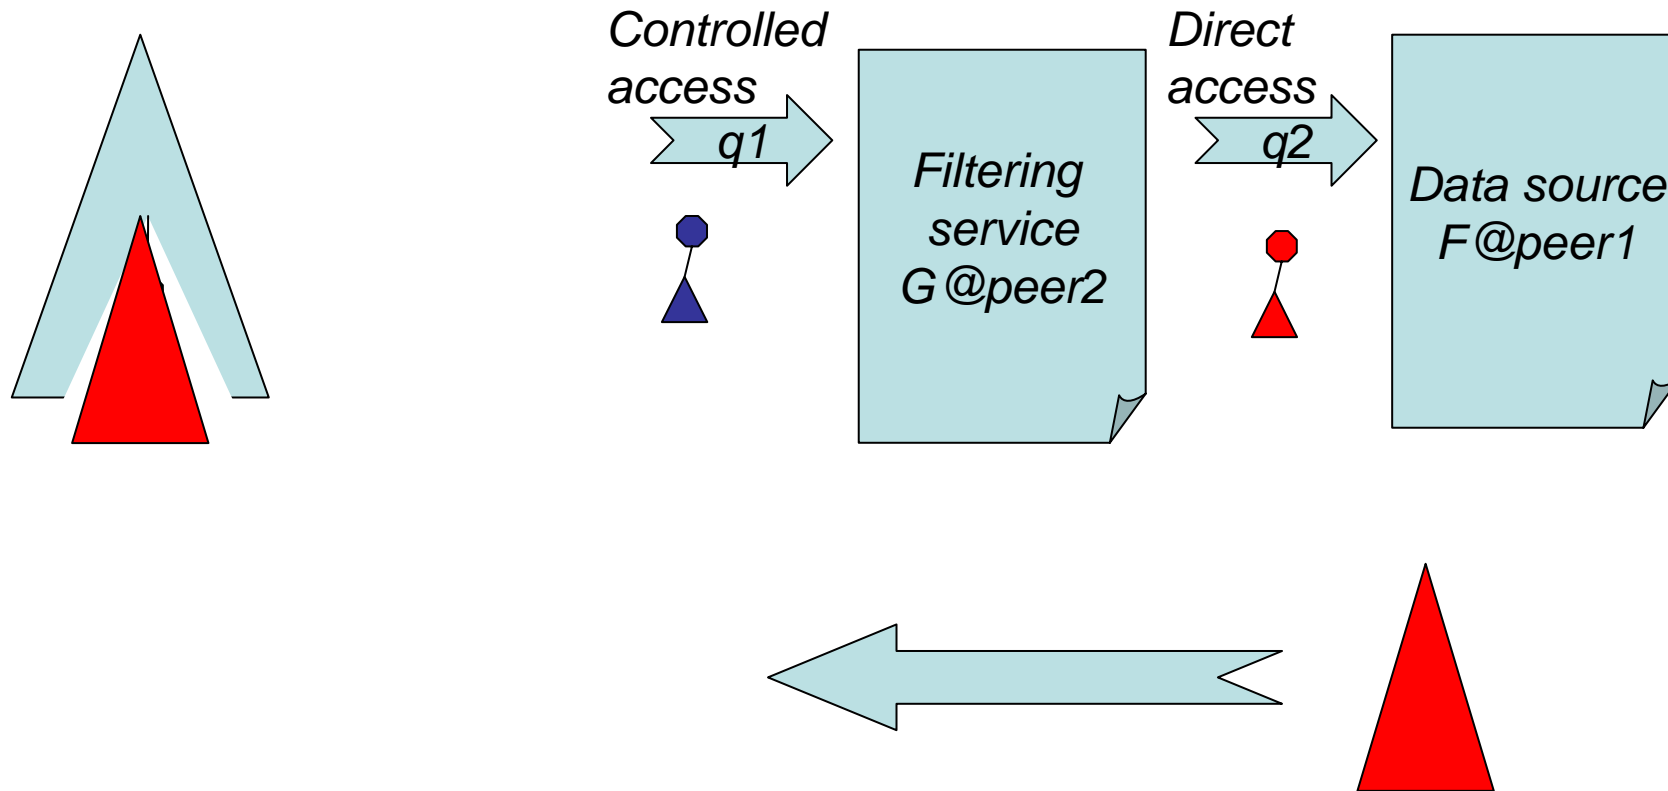 Controlled
access
q1
Filtering
service
G@peer2
Direct
access
q2
Data source
F@peer1